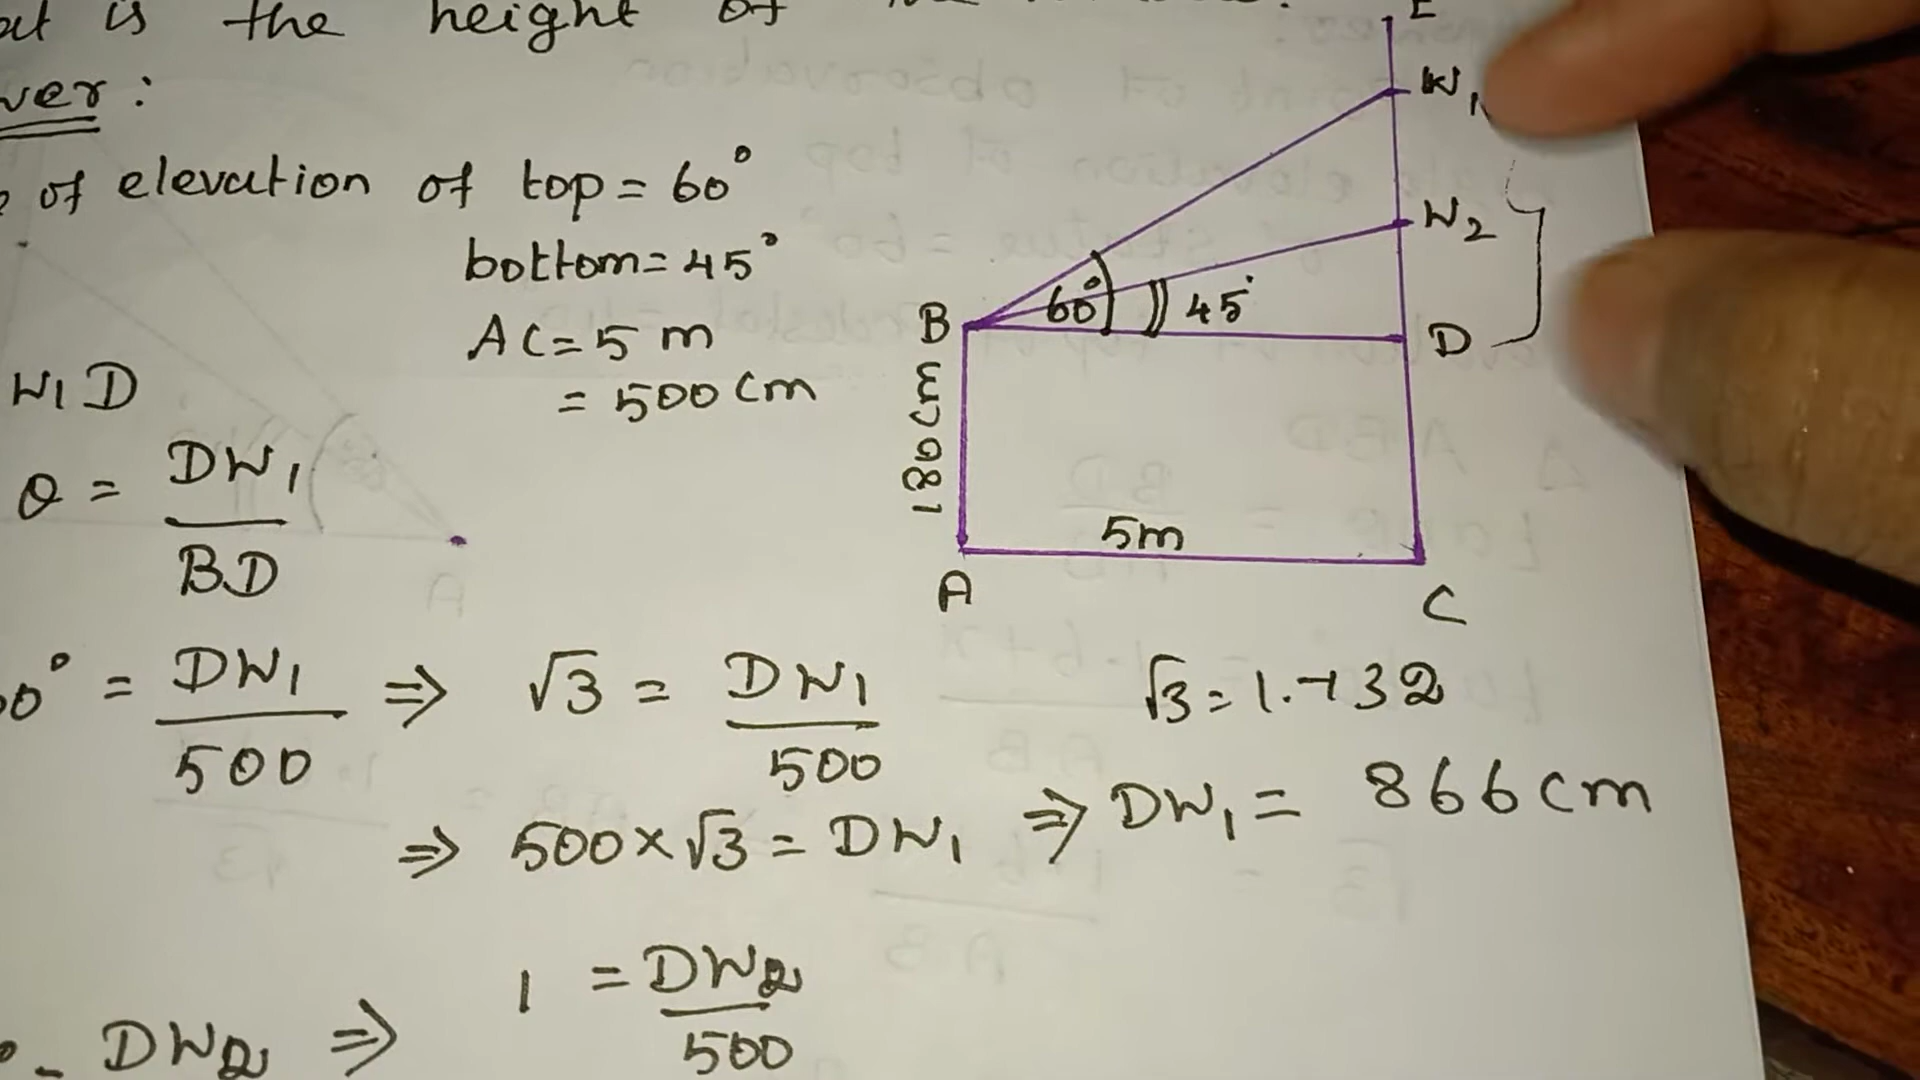 is the height of
of elevation of top = 60°
bottom = 45°
AC = 5 m
= 500 cm
W1D
θ = DW1
BD
= DW1 ⇒ √3 = DW1
500 500
⇒ 500×√3 = DW1 ⇒ DW1 = 866 cm
1 = DW2
500
DW2 ⇒
W1
W2
60° 45°
B
D
180 cm
5m
A
C
√3 = 1.732